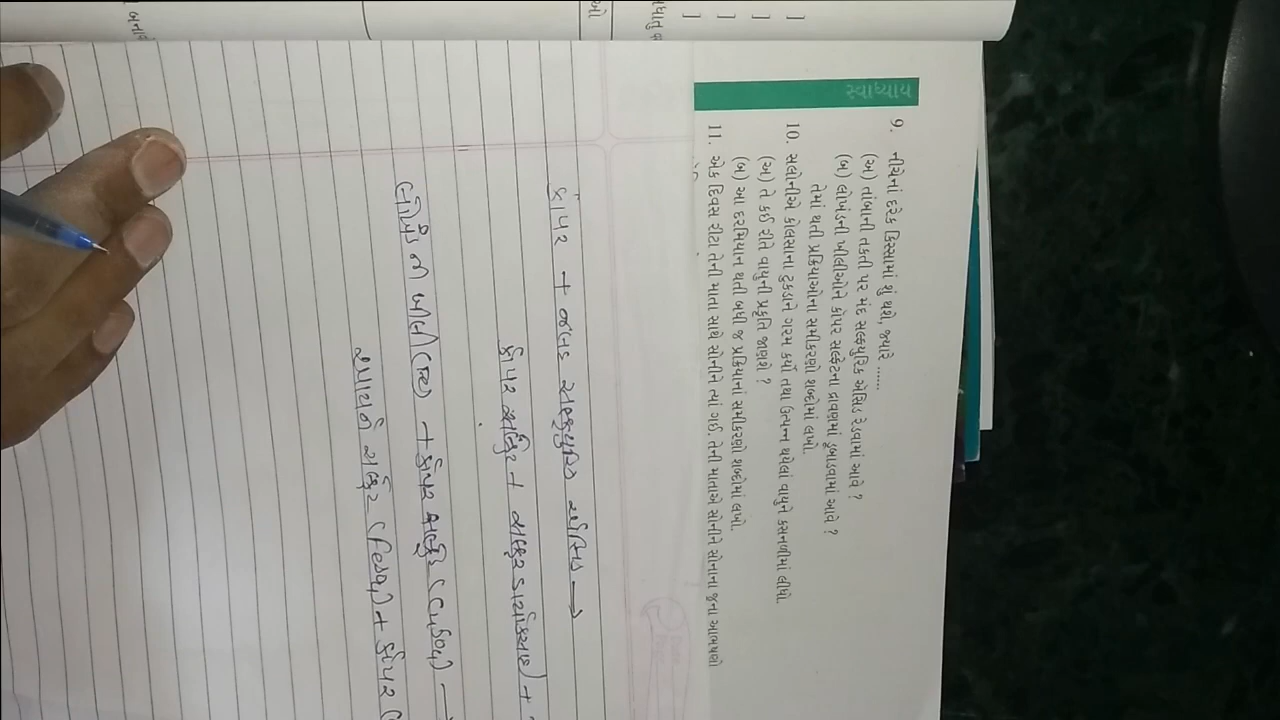 સ્વાધ્યાય
9. નીચેનાં દરેક કિસ્સામાં શું થશે, જ્યારે ......
(અ) તાંબાની તકતી પર મંદ સલ્ફ્યુરિક ઍસિડ રેડવામાં આવે ?
(બ) લોખંડની ખીલીઓને કૉપર સલ્ફેટના દ્રાવણમાં ડુબાડવામાં આવે ?
તેમાં થતી પ્રક્રિયાઓના સમીકરણો શબ્દોમાં લખો.
10. સલોનીએ કોલસાના ટુકડાને ગરમ કર્યો તથા ઉત્પન્ન થયેલાં વાયુને કસનળીમાં લીધો.
(અ) તે કઈ રીતે વાયુની પ્રકૃતિ જાણશે ?
(બ) આ દરમિયાન થતી બધી જ પ્રક્રિયાનાં સમીકરણો શબ્દોમાં લખો.
11. એક દિવસ રીટા તેની માતા સાથે સોનીને ત્યાં ગઈ. તેની માતાએ સોનીને સોનાના જૂના આભૂષણો
કૉપર + જલદ સલ્ફ્યુરિક ઍસિડ →
કૉપર સલ્ફેટ + સલ્ફર ડાયોક્સાઇડ +
લોખંડની ખીલી (Fe) + કૉપર સલ્ફેટ (CuSO4) →
સલ્ફેટ (FeSO4) + કૉપર (